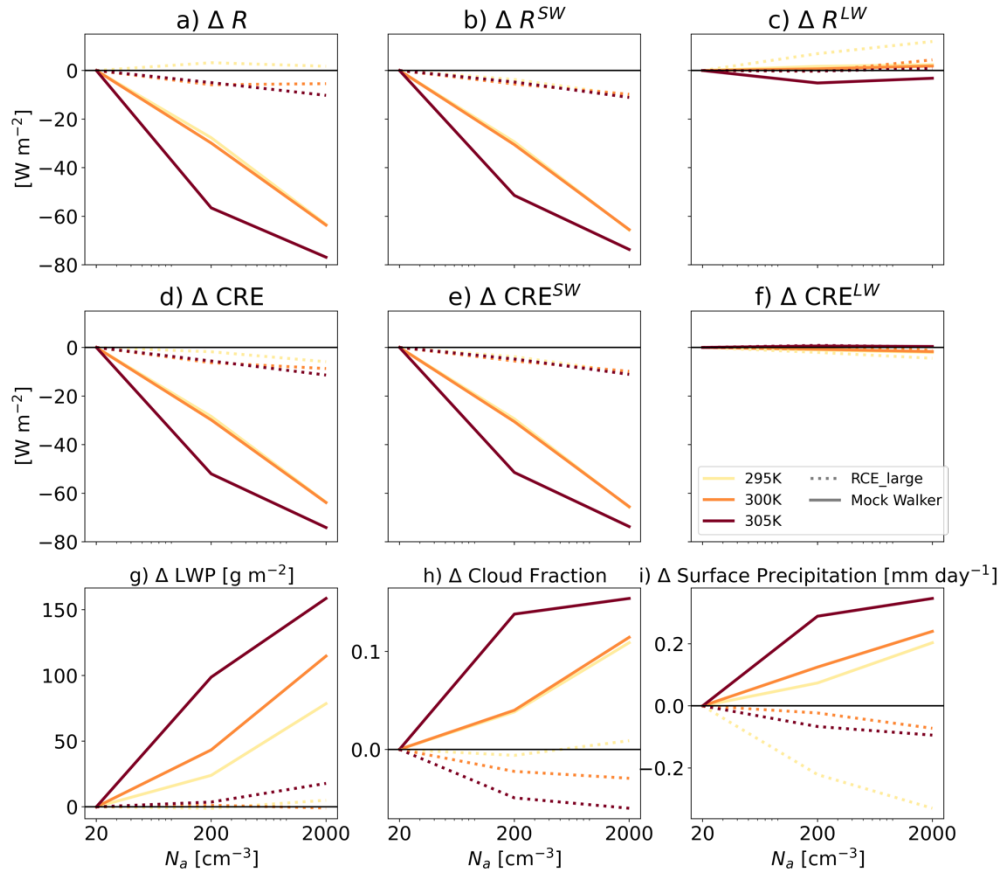 a) Δ R
b) Δ R^SW
c) Δ R^LW
0
−20
−40
−60
−80
[W m⁻²]
d) Δ CRE
e) Δ CRE^SW
f) Δ CRE^LW
0
−20
−40
−60
−80
[W m⁻²]
295K
300K
305K
RCE_large
Mock Walker
g) Δ LWP [g m⁻²]
h) Δ Cloud Fraction
i) Δ Surface Precipitation [mm day⁻¹]
150
100
50
0
0.1
0.0
0.2
0.0
−0.2
20 200 2000
20 200 2000
20 200 2000
N_a [cm⁻³]
N_a [cm⁻³]
N_a [cm⁻³]